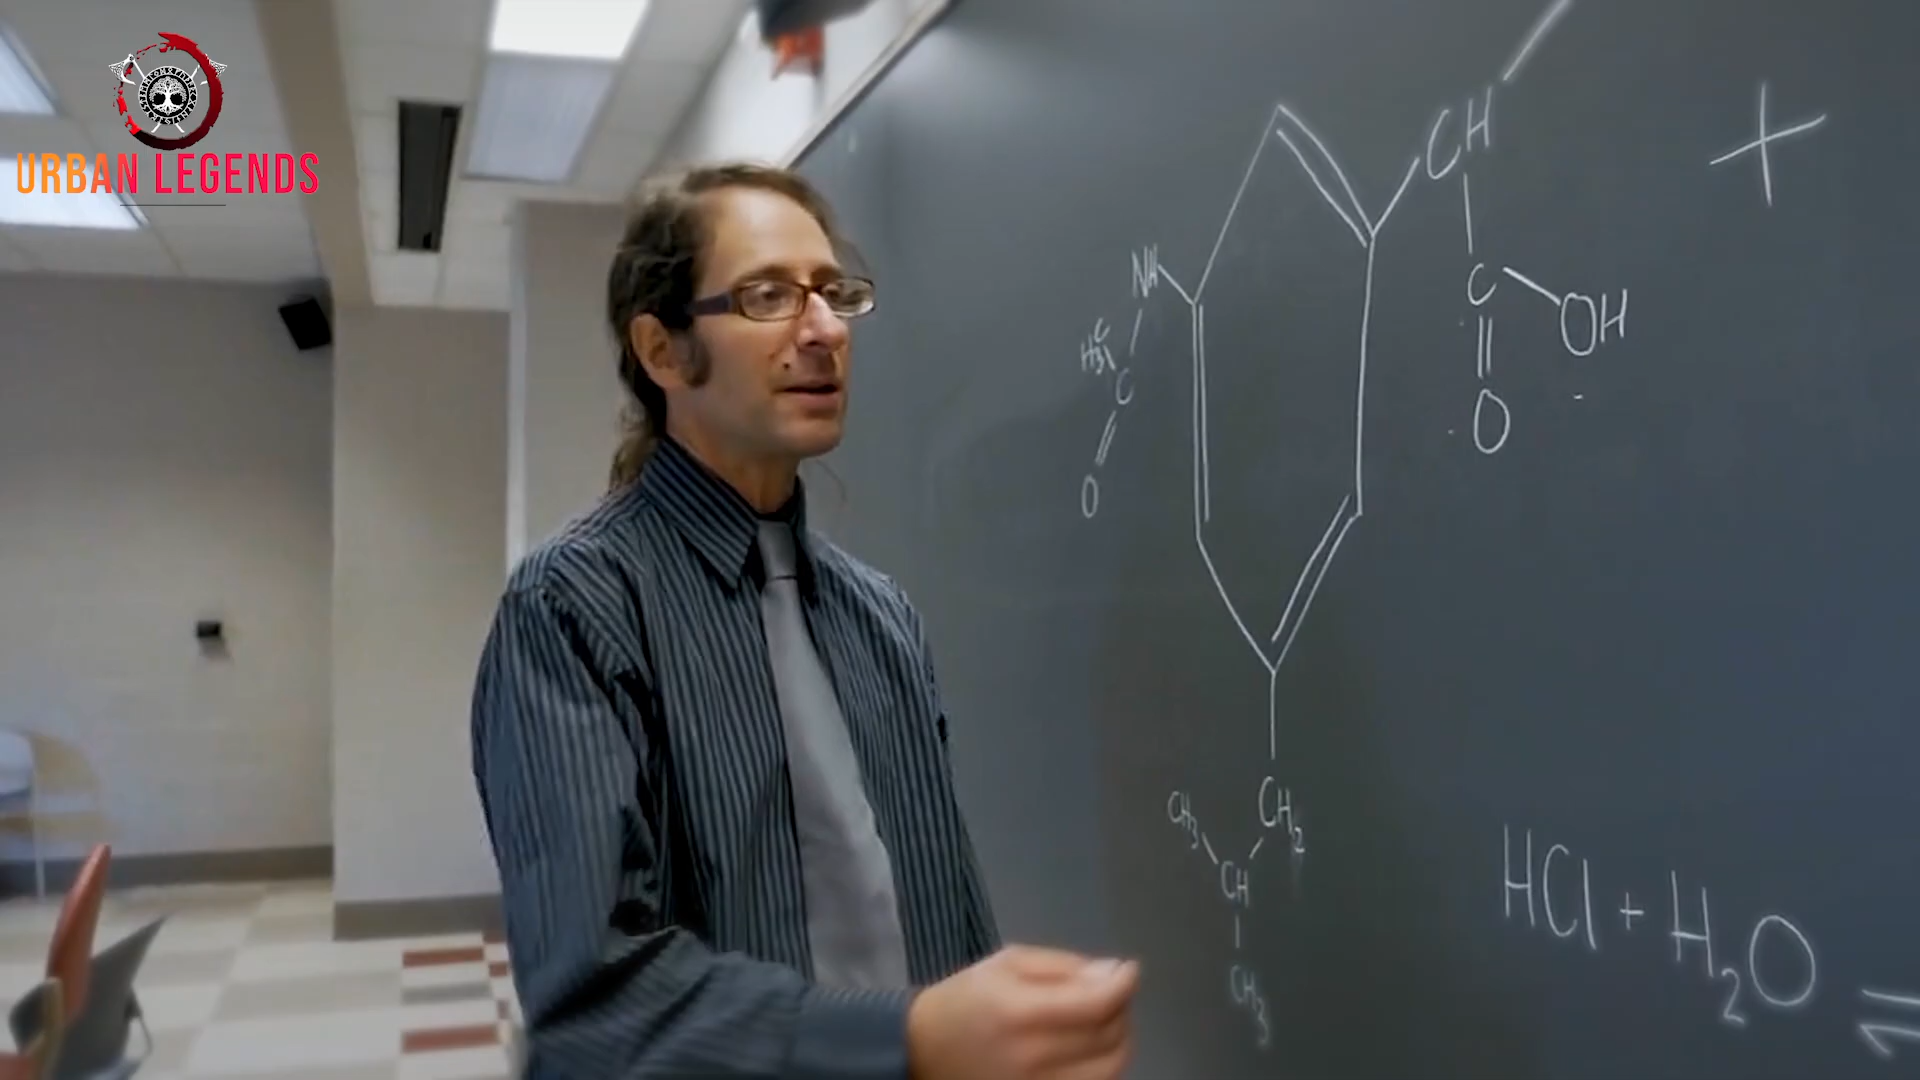 URBAN LEGENDS
CH
NH
C
OH
H3C
C
O
O
CH3
CH2
CH
CH3
HCl + H2O ⇌
+